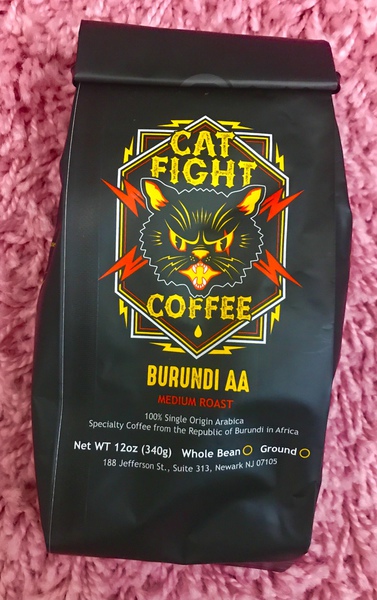 CAT
FIGHT
COFFEE
BURUNDI AA
MEDIUM ROAST
100% Single Origin Arabica
Specialty Coffee from the Republic of Burundi in Africa
Net WT 12oz (340g) Whole Bean Ground
188 Jefferson St., Suite 313, Newark NJ 07105